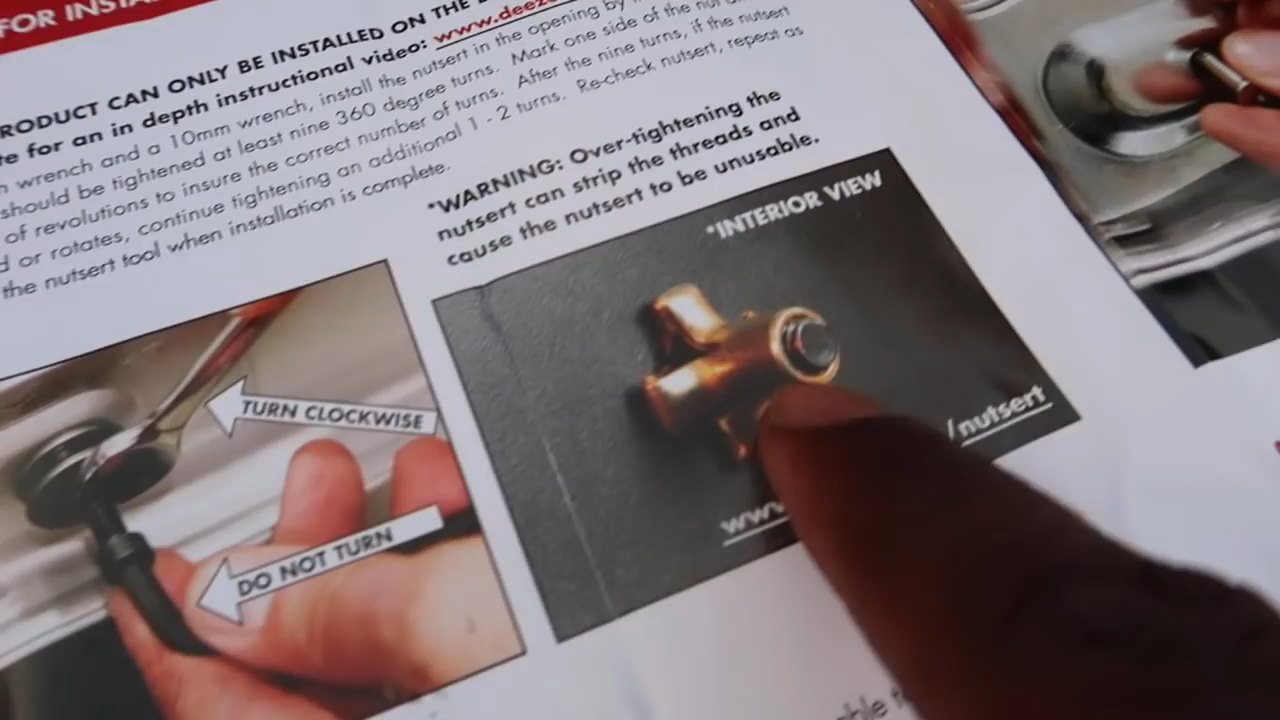 FOR INSTA
RODUCT CAN ONLY BE INSTALLED ON THE
te for an in depth instructional video: www.deez
wrench and a 10mm wrench, install the nutsert in the opening by
should be tightened at least nine 360 degree turns. Mark one side of the nut
of revolutions to insure the correct number of turns. After the nine turns, if the nutsert
d or rotates, continue tightening an additional 1 - 2 turns. Re-check nutsert, repeat as
the nutsert tool when installation is complete.
*WARNING: Over-tightening the
nutsert can strip the threads and
cause the nutsert to be unusable.
*INTERIOR VIEW
TURN CLOCKWISE
DO NOT TURN
www.
/nutsert